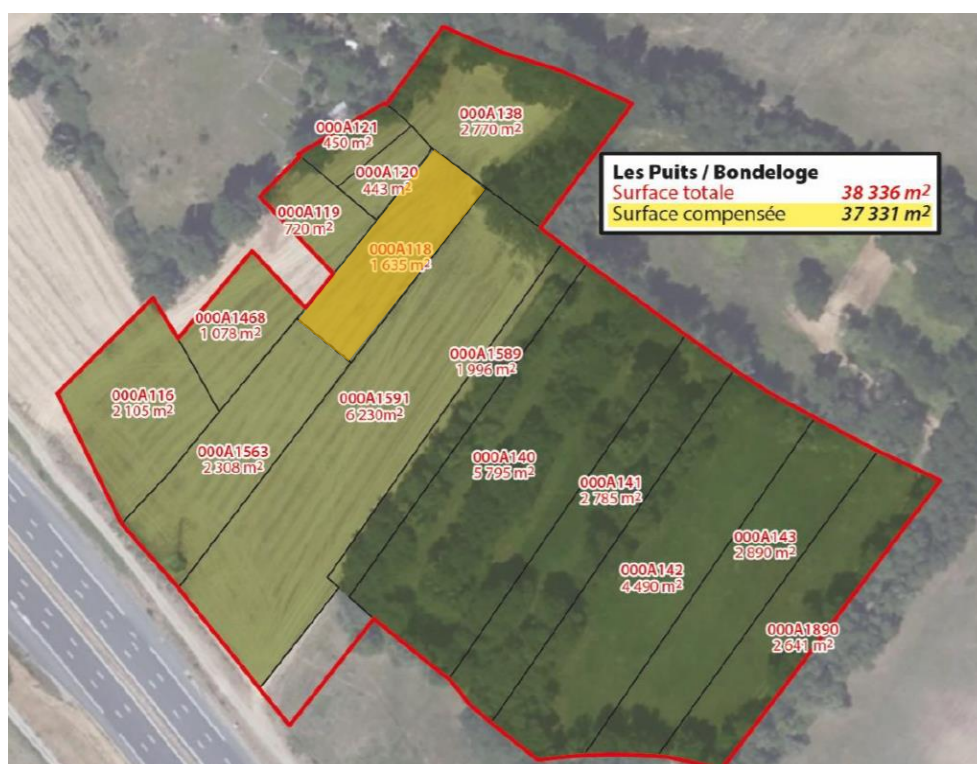 000A138
2 770 m²
000A121
450 m²
000A120
443 m²
000A119
720 m²
000A118
1 635 m²
Les Puits / Bondeloge
Surface totale 38 336 m²
Surface compensée 37 331 m²
000A1468
1 078 m²
000A116
2 105 m²
000A1589
1 996 m²
000A1591
6 230m²
000A1563
2 308 m²
000A140
5 795 m²
000A141
2 785 m²
000A143
2 890 m²
000A142
4 490 m²
000A1890
2 641 m²